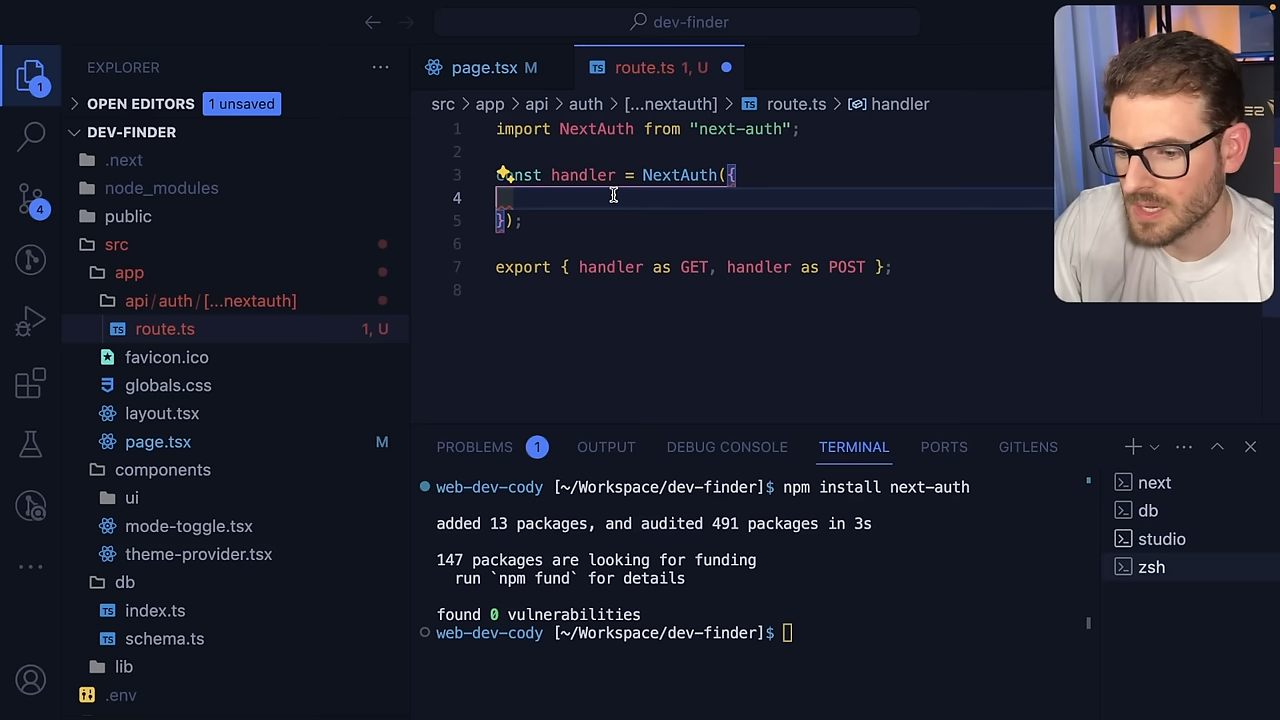 dev-finder
EXPLORER
OPEN EDITORS 1 unsaved
DEV-FINDER
.next
node_modules
public
src
app
api/auth/[...nextauth]
route.ts 1, U
favicon.ico
globals.css
layout.tsx
page.tsx M
components
ui
mode-toggle.tsx
theme-provider.tsx
db
index.ts
schema.ts
lib
.env
1
4
page.tsx M
route.ts 1, U
src > app > api > auth > [...nextauth] > route.ts > handler
1 import NextAuth from "next-auth";
2
3 const handler = NextAuth({
4
5 });
6
7 export { handler as GET, handler as POST };
8
PROBLEMS 1 OUTPUT DEBUG CONSOLE TERMINAL PORTS GITLENS
web-dev-cody [~/Workspace/dev-finder]$ npm install next-auth
added 13 packages, and audited 491 packages in 3s
147 packages are looking for funding
run `npm fund` for details
found 0 vulnerabilities
web-dev-cody [~/Workspace/dev-finder]$
next
db
studio
zsh